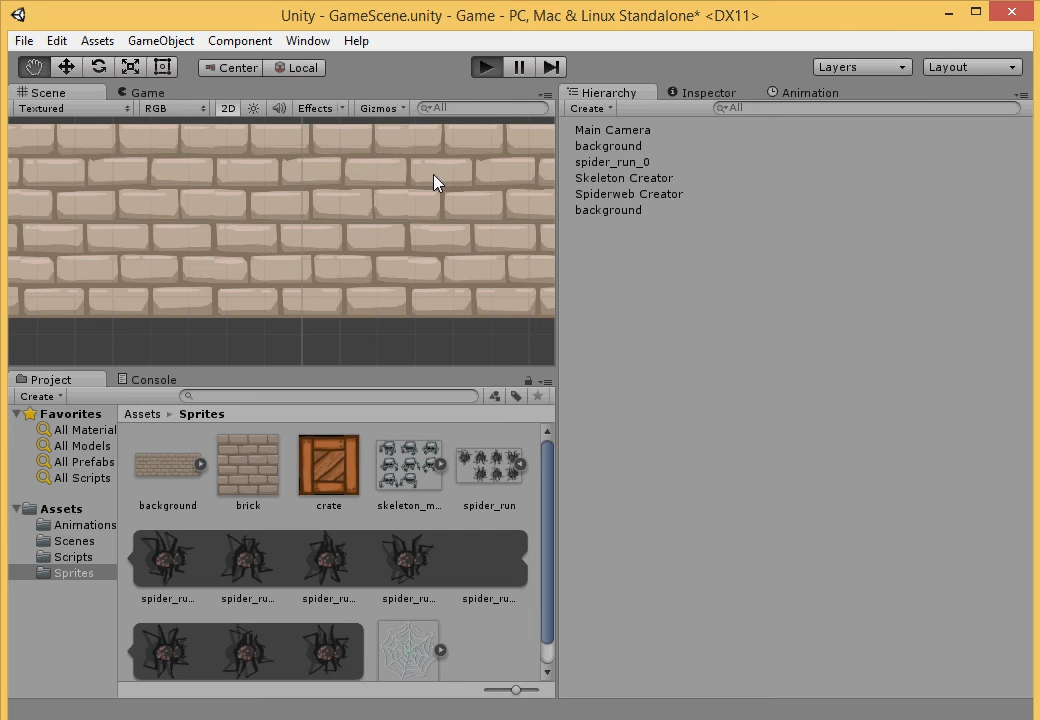 Unity - GameScene.unity - Game - PC, Mac & Linux Standalone* <DX11>
File Edit Assets GameObject Component Window Help
Center Local Layers Layout
Scene Game Hierarchy Inspector Animation
Textured RGB 2D Effects Gizmos All Create All
Main Camera
background
spider_run_0
Skeleton Creator
Spiderweb Creator
background
Project Console
Create
Favorites
All Material
All Models
All Prefabs
All Scripts
Assets
Animations
Scenes
Scripts
Sprites
Assets ▸ Sprites
background brick crate skeleton_m... spider_run
spider_ru... spider_ru... spider_ru... spider_ru... spider_ru...